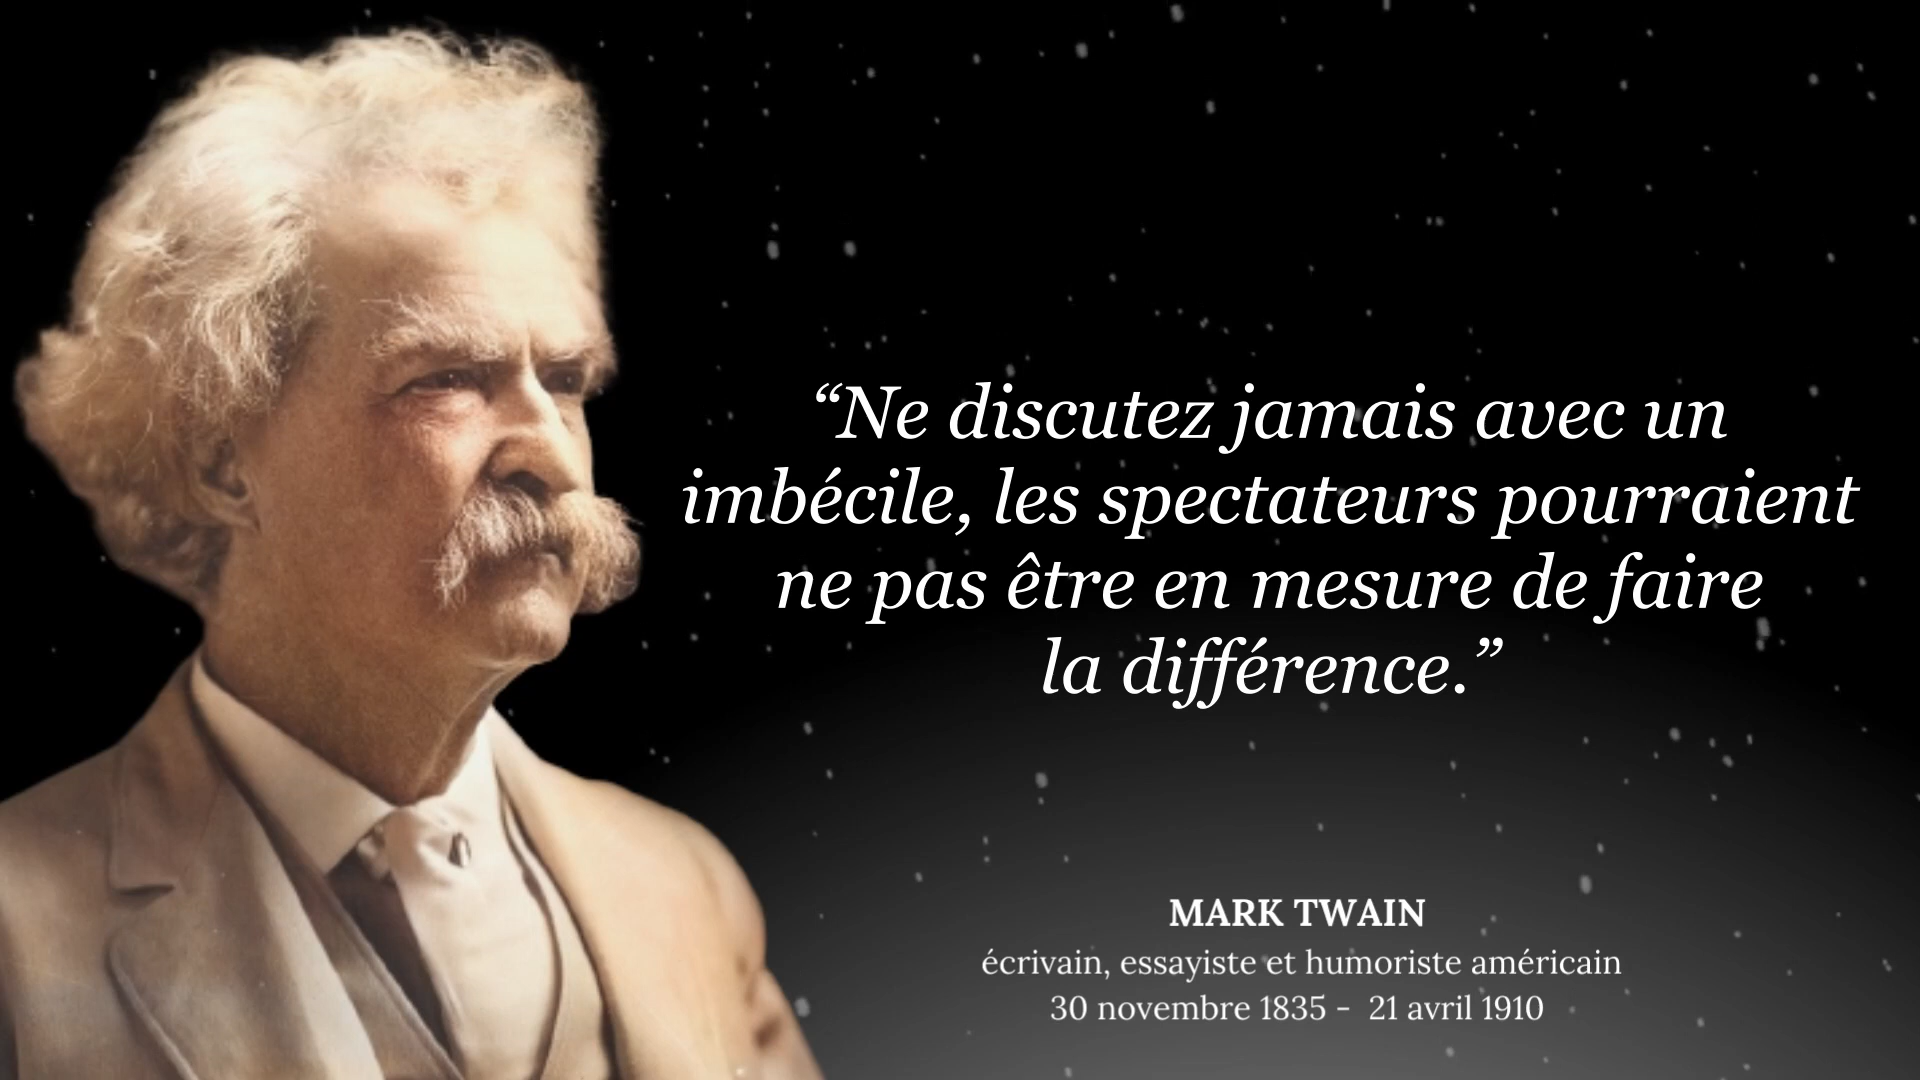 “Ne discutez jamais avec un
imbécile, les spectateurs pourraient
ne pas être en mesure de faire
la différence.”
MARK TWAIN
écrivain, essayiste et humoriste américain
30 novembre 1835 - 21 avril 1910